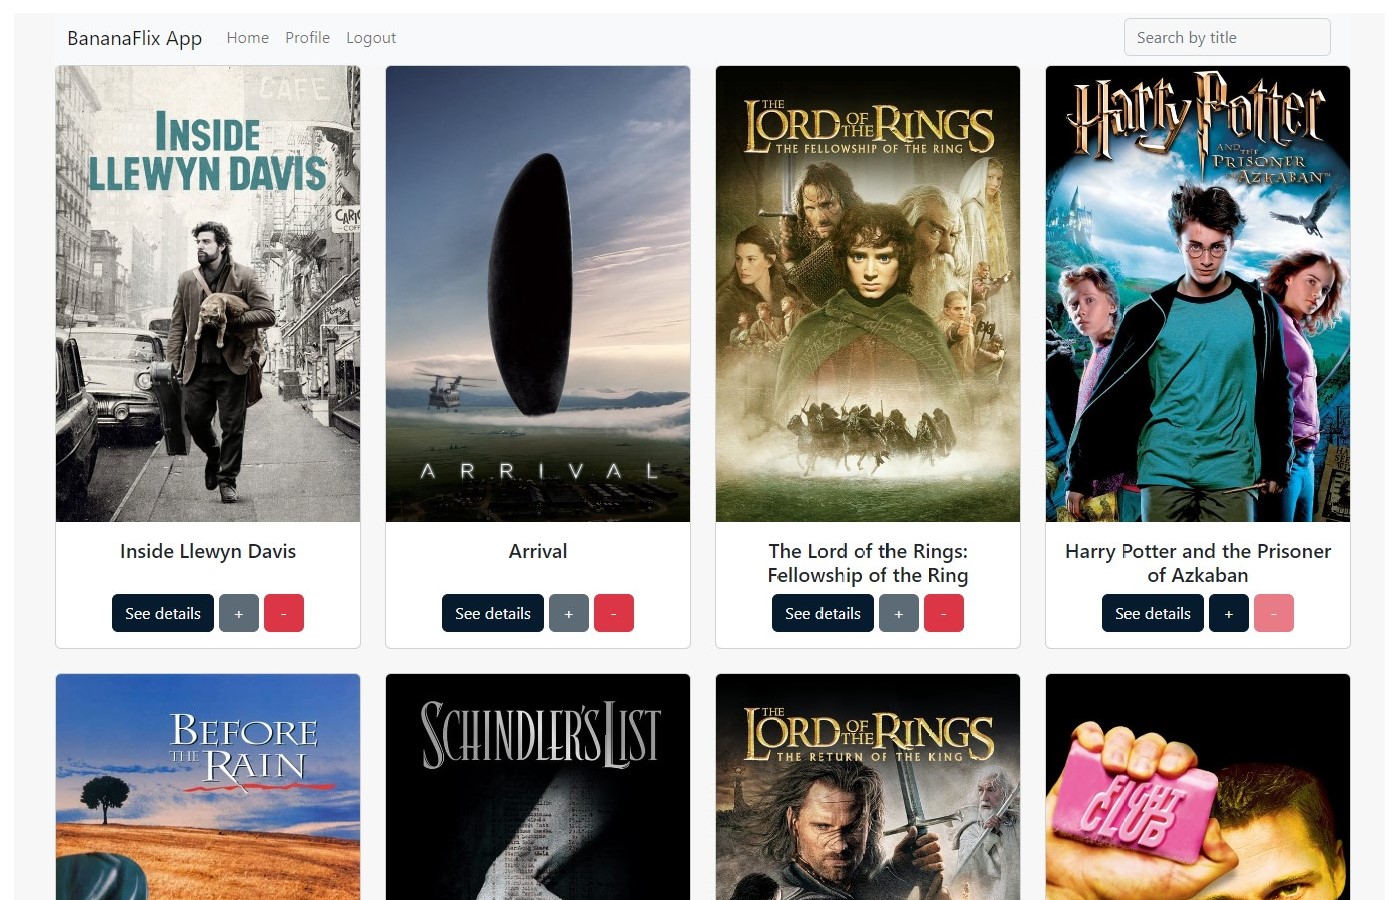 BananaFlix App Home Profile Logout Search by title
CAFE
INSIDE
LLEWYN DAVIS
ARRIVAL
THE
LORD OF THE RINGS
THE FELLOWSHIP OF THE RING
Harry Potter
AND THE
PRISONER
OF AZKABAN™
Inside Llewyn Davis
See details + -
Arrival
See details + -
The Lord of the Rings:
Fellowship of the Ring
See details + -
Harry Potter and the Prisoner
of Azkaban
See details + -
BEFORE
THE RAIN
SCHINDLER'S LIST
THE
LORD OF THE RINGS
THE RETURN OF THE KING
FIGHT
CLUB